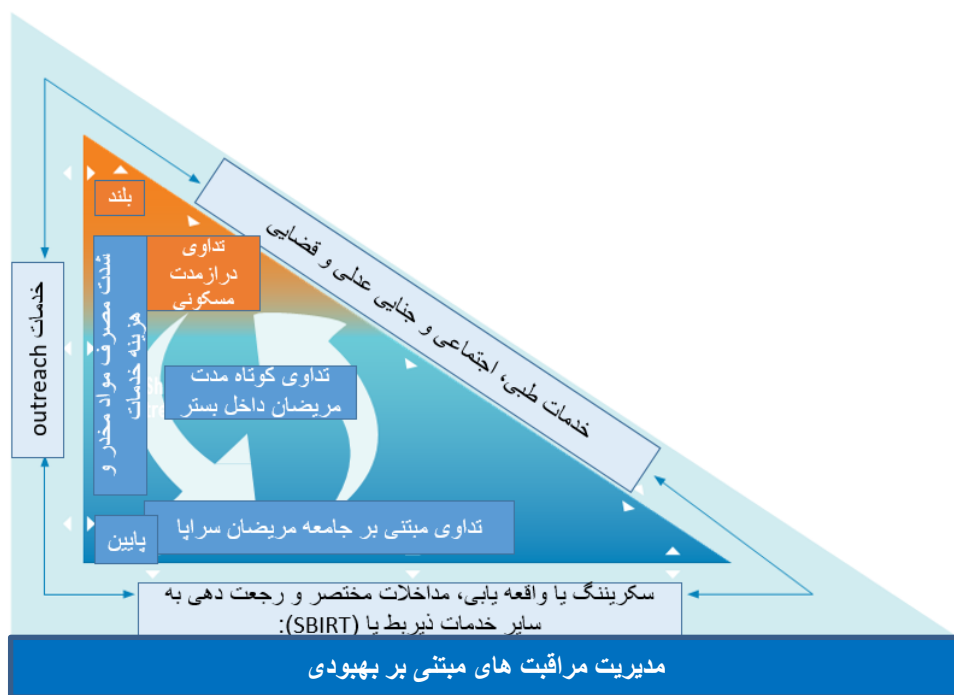 بلند
تداوی
درازمدت
مسکونی
شدت مصرف مواد مخدر و
هزینه خدمات
خدمات outreach
خدمات طبی، اجتماعی و جنایی عدلی و قضایی
تداوی کوتاه مدت
مریضان داخل بستر
تداوی مبتنی بر جامعه مریضان سراپا
پایین
سکریننگ یا واقعه یابی، مداخلات مختصر و رجعت دهی به
سایر خدمات ذیربط یا (SBIRT):
مدیریت مراقبت های مبتنی بر بهبودی